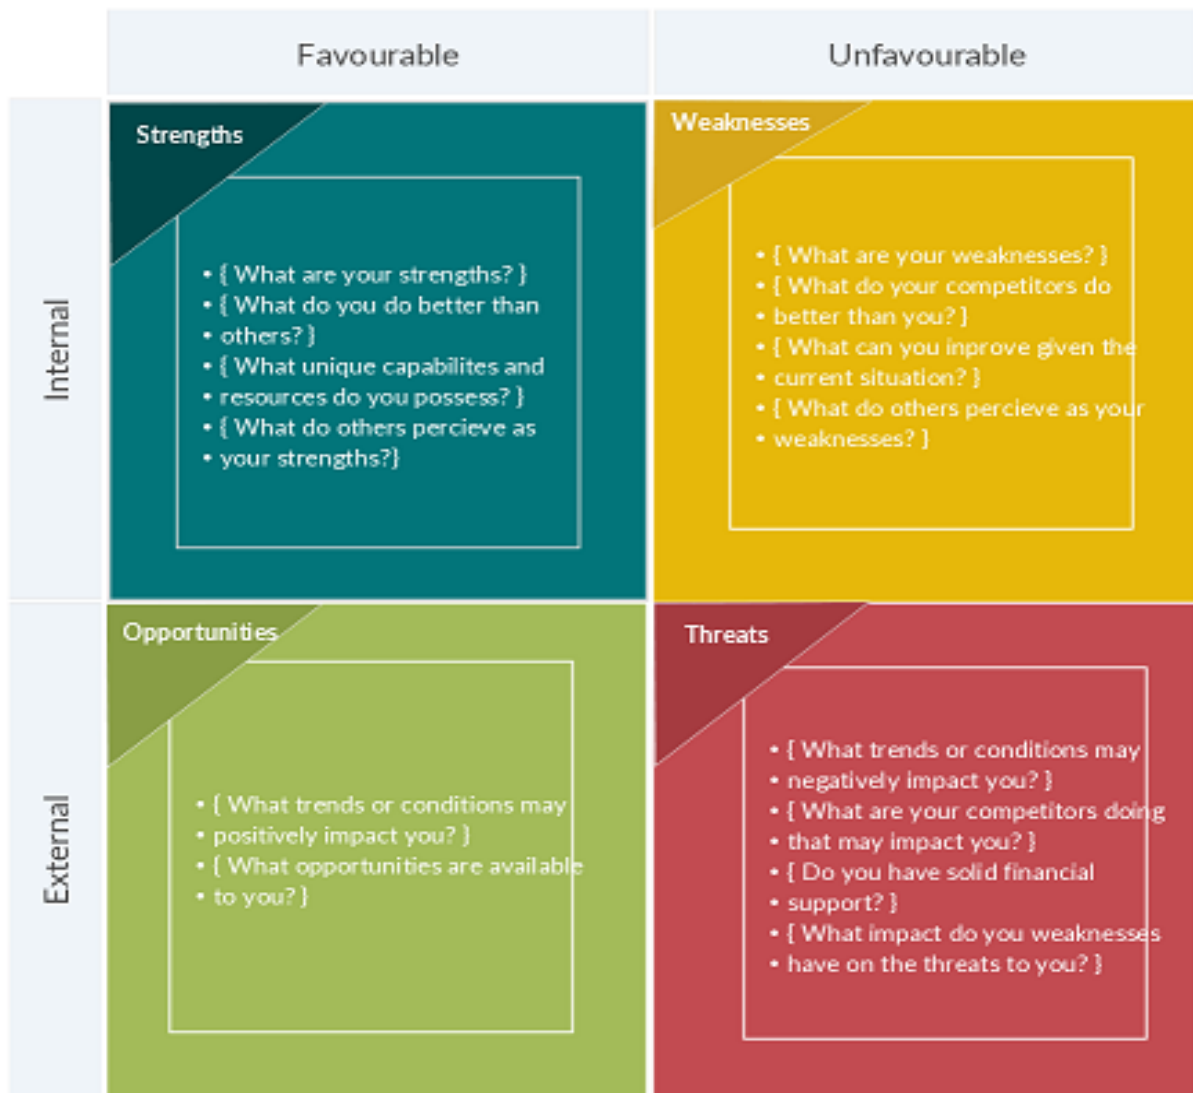 Favourable
Unfavourable
Internal
Strengths
• { What are your strengths? }
• { What do you do better than
• others? }
• { What unique capabilites and
• resources do you possess? }
• { What do others percieve as
• your strengths?}
Weaknesses
• { What are your weaknesses? }
• { What do your competitors do
• better than you? }
• { What can you inprove given the
• current situation? }
• { What do others percieve as your
• weaknesses? }
External
Opportunities
• { What trends or conditions may
• positively impact you? }
• { What opportunities are available
• to you? }
Threats
• { What trends or conditions may
• negatively impact you? }
• { What are your competitors doing
• that may impact you? }
• { Do you have solid financial
• support? }
• { What impact do you weaknesses
• have on the threats to you? }